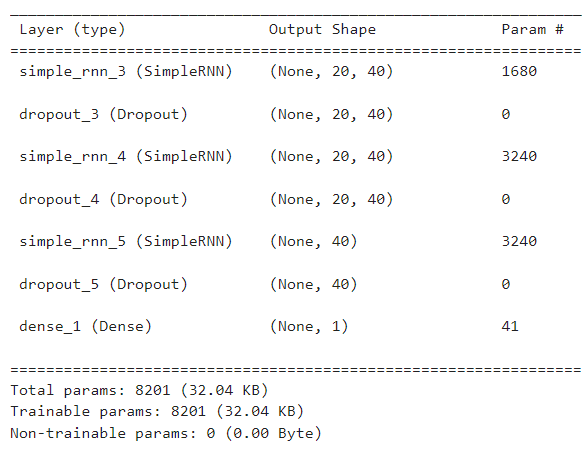 Layer (type) Output Shape Param #
simple_rnn_3 (SimpleRNN) (None, 20, 40) 1680
dropout_3 (Dropout) (None, 20, 40) 0
simple_rnn_4 (SimpleRNN) (None, 20, 40) 3240
dropout_4 (Dropout) (None, 20, 40) 0
simple_rnn_5 (SimpleRNN) (None, 40) 3240
dropout_5 (Dropout) (None, 40) 0
dense_1 (Dense) (None, 1) 41
Total params: 8201 (32.04 KB)
Trainable params: 8201 (32.04 KB)
Non-trainable params: 0 (0.00 Byte)